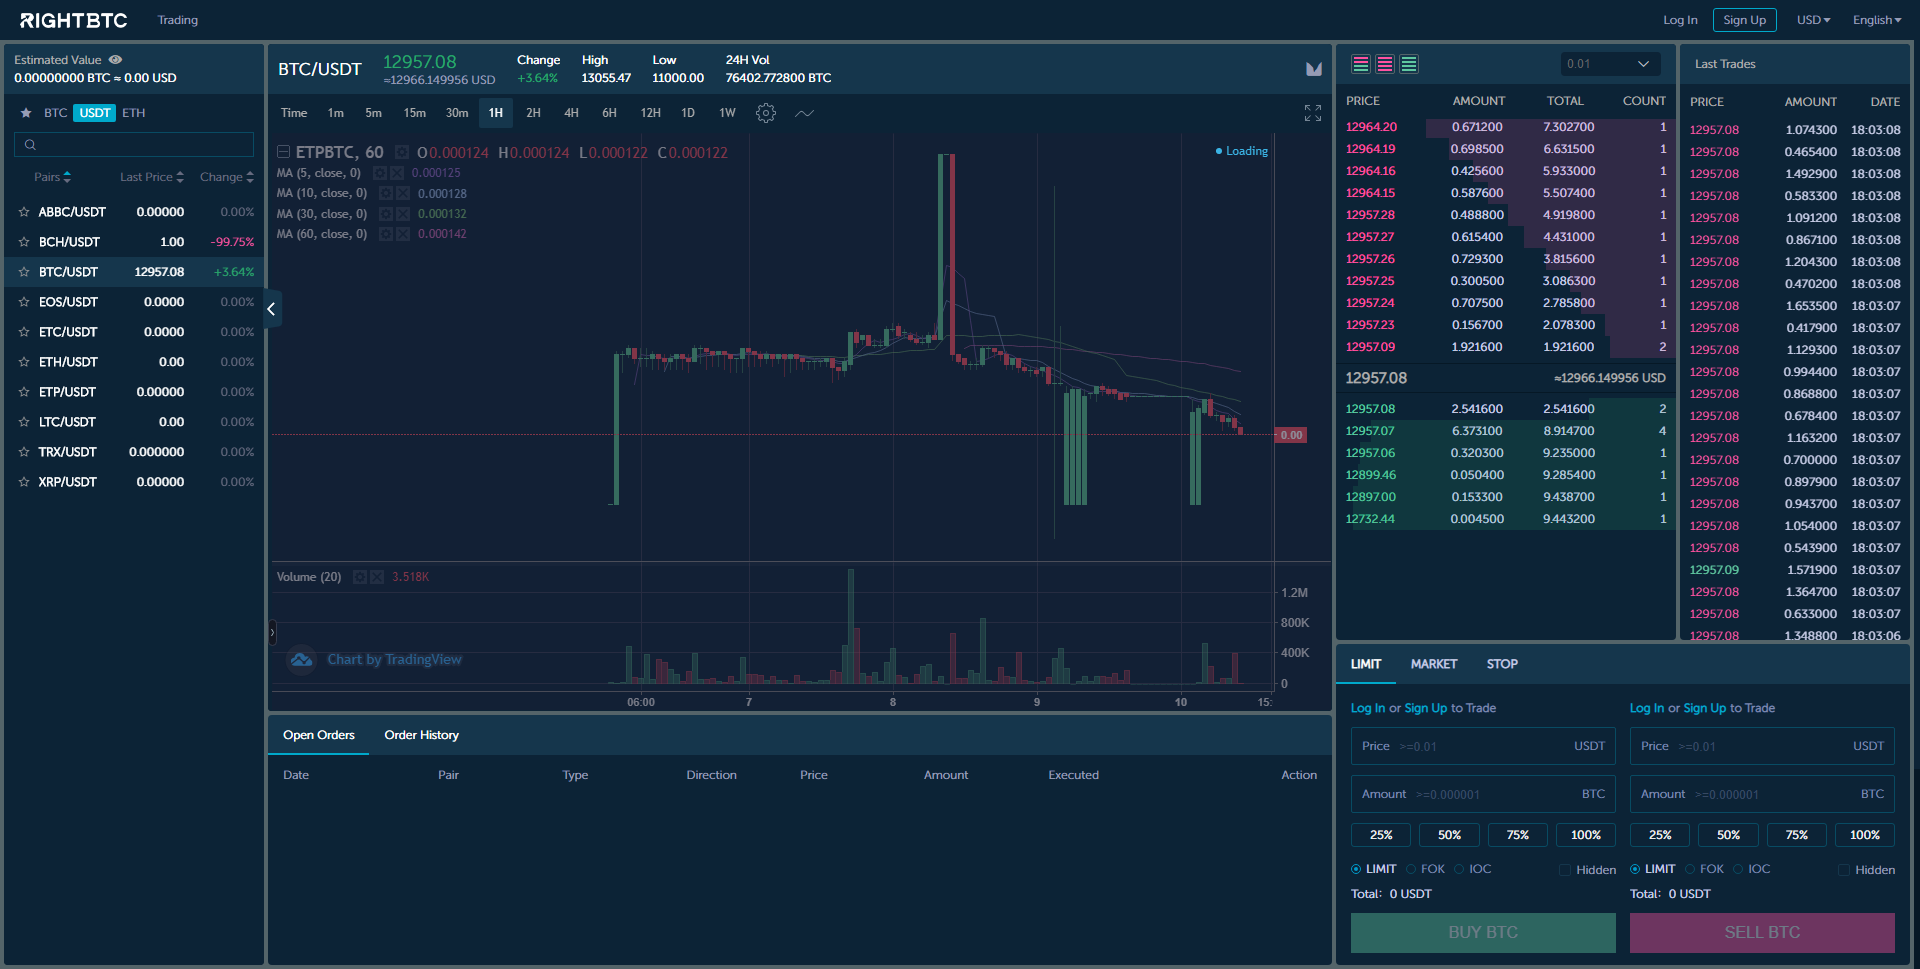 RIGHTBTC Trading Log In Sign Up USD English
Estimated Value
0.00000000 BTC ≈ 0.00 USD
BTC USDT ETH
Pairs Last Price Change
ABBC/USDT 0.00000 0.00%
BCH/USDT 1.00 -99.75%
BTC/USDT 12957.08 +3.64%
EOS/USDT 0.0000 0.00%
ETC/USDT 0.0000 0.00%
ETH/USDT 0.00 0.00%
ETP/USDT 0.00000 0.00%
LTC/USDT 0.00 0.00%
TRX/USDT 0.000000 0.00%
XRP/USDT 0.00000 0.00%
BTC/USDT
12957.08
≈12966.149956 USD
Change High Low 24H Vol
+3.64% 13055.47 11000.00 76402.772800 BTC
Time 1m 5m 15m 30m 1H 2H 4H 6H 12H 1D 1W
ETPBTC, 60 O0.000124 H0.000124 L0.000122 C0.000122
Loading
MA (5, close, 0) 0.000125
MA (10, close, 0) 0.000128
MA (30, close, 0) 0.000132
MA (60, close, 0) 0.000142
0.00
Volume (20) 3.518K
1.2M
800K
400K
0
Chart by TradingView
06:00 7 8 9 10 15:
Open Orders Order History
Date Pair Type Direction Price Amount Executed Action
0.01
PRICE AMOUNT TOTAL COUNT
12964.20 0.671200 7.302700 1
12964.19 0.698500 6.631500 1
12964.16 0.425600 5.933000 1
12964.15 0.587600 5.507400 1
12957.28 0.488800 4.919800 1
12957.27 0.615400 4.431000 1
12957.26 0.729300 3.815600 1
12957.25 0.300500 3.086300 1
12957.24 0.707500 2.785800 1
12957.23 0.156700 2.078300 1
12957.09 1.921600 1.921600 2
12957.08 ≈12966.149956 USD
12957.08 2.541600 2.541600 2
12957.07 6.373100 8.914700 4
12957.06 0.320300 9.235000 1
12899.46 0.050400 9.285400 1
12897.00 0.153300 9.438700 1
12732.44 0.004500 9.443200 1
Last Trades
PRICE AMOUNT DATE
12957.08 1.074300 18:03:08
12957.08 0.465400 18:03:08
12957.08 1.492900 18:03:08
12957.08 0.583300 18:03:08
12957.08 1.091200 18:03:08
12957.08 0.867100 18:03:08
12957.08 1.204300 18:03:08
12957.08 0.470200 18:03:08
12957.08 1.653500 18:03:07
12957.08 0.417900 18:03:07
12957.08 1.129300 18:03:07
12957.08 0.994400 18:03:07
12957.08 0.868800 18:03:07
12957.08 0.678400 18:03:07
12957.08 1.163200 18:03:07
12957.08 0.700000 18:03:07
12957.08 0.897900 18:03:07
12957.08 0.943700 18:03:07
12957.08 1.054000 18:03:07
12957.08 0.543900 18:03:07
12957.09 1.571900 18:03:07
12957.08 1.364700 18:03:07
12957.08 0.633000 18:03:07
12957.08 1.348800 18:03:06
LIMIT MARKET STOP
Log In or Sign Up to Trade
Price >=0.01 USDT
Amount >=0.000001 BTC
25% 50% 75% 100%
LIMIT FOK IOC Hidden
Total: 0 USDT
BUY BTC
Log In or Sign Up to Trade
Price >=0.01 USDT
Amount >=0.000001 BTC
25% 50% 75% 100%
LIMIT FOK IOC Hidden
Total: 0 USDT
SELL BTC